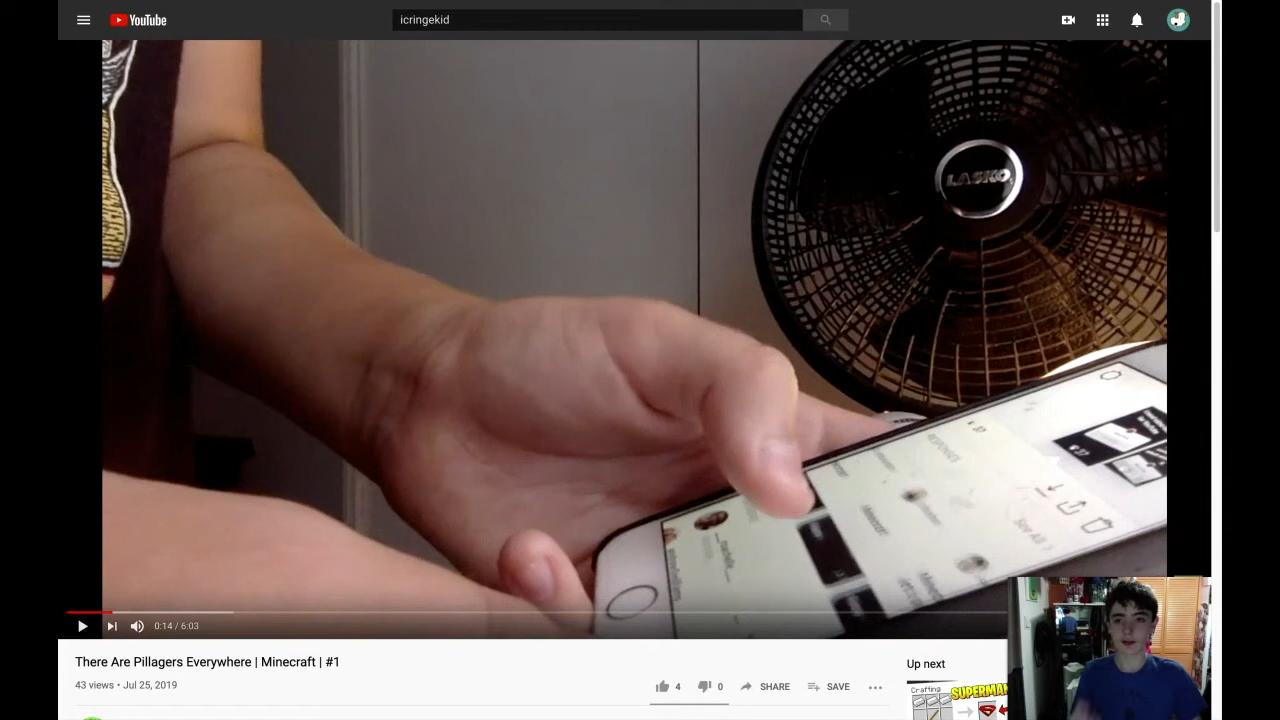 YouTube
icringekid
LASKO
RESPONSES
0:14 / 6:03
There Are Pillagers Everywhere | Minecraft | #1
43 views • Jul 25, 2019
4
0
SHARE
SAVE
Up next
Crafting
SUPERMAN